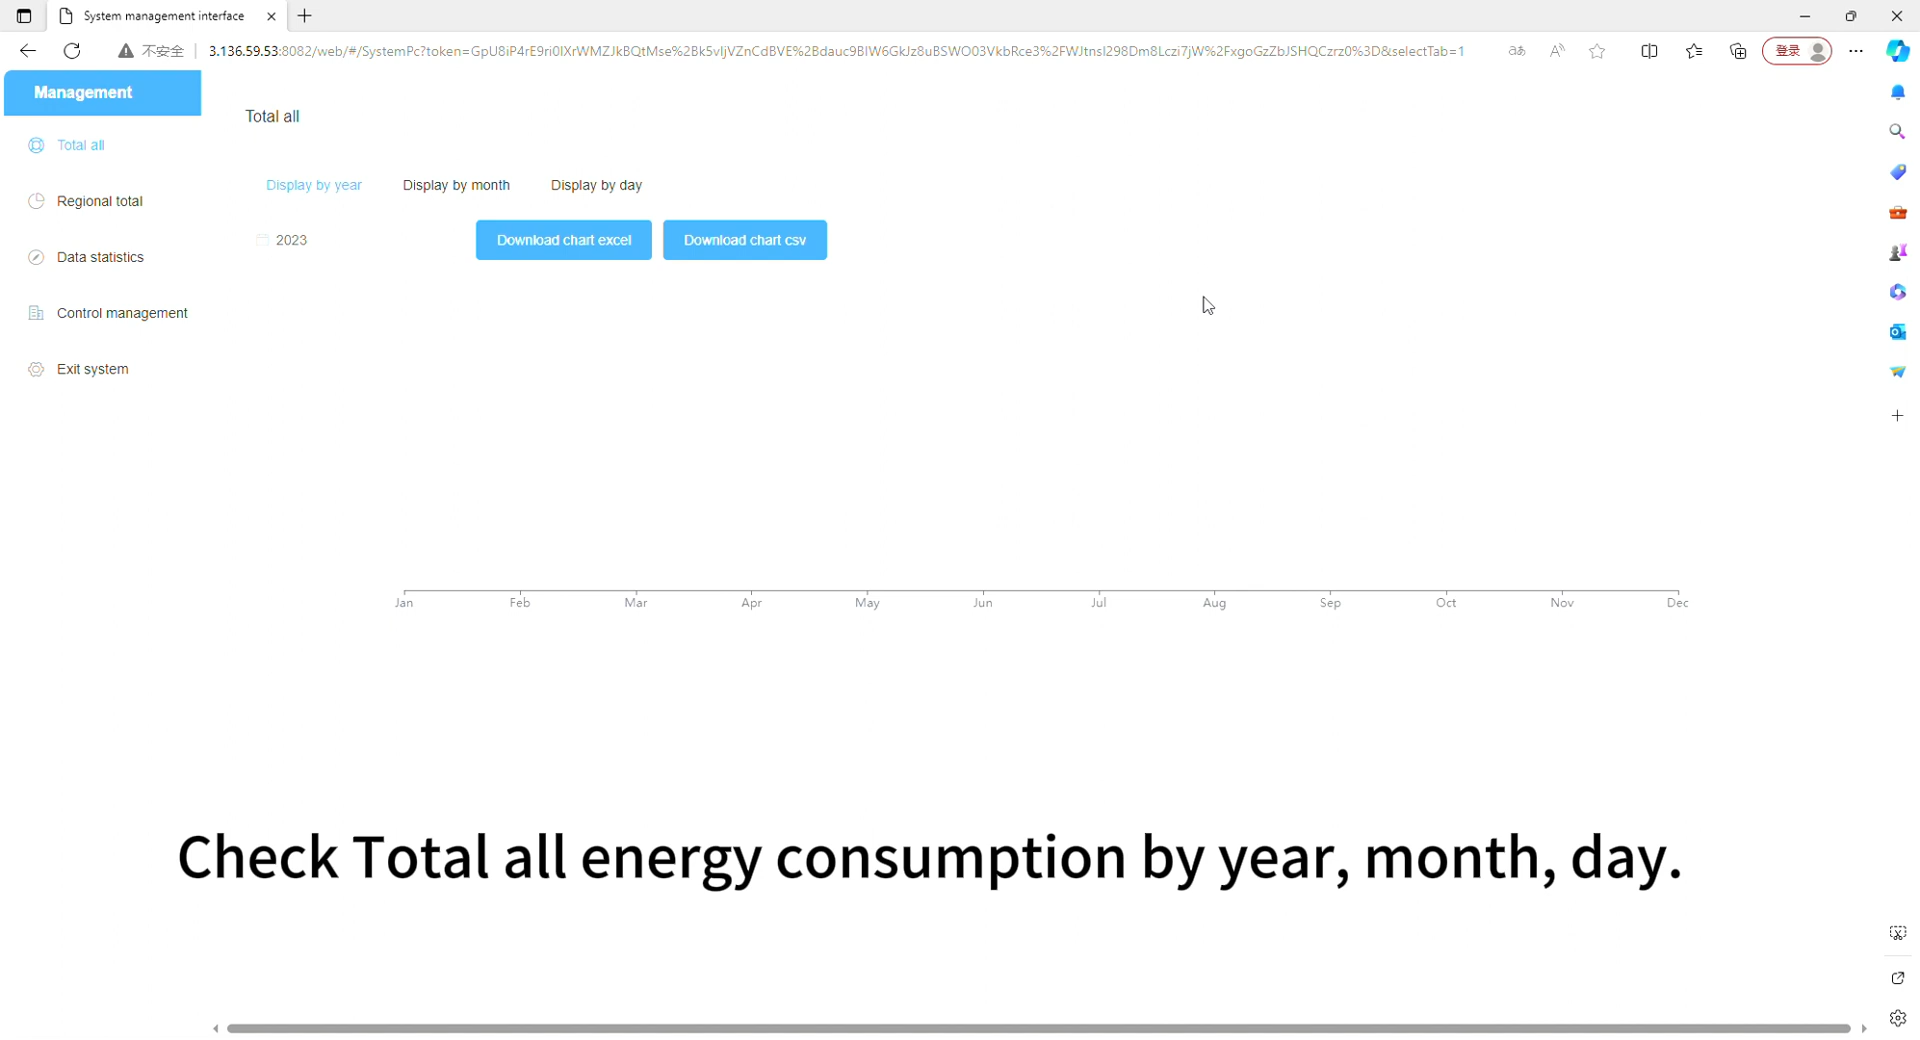 System management interface
不安全
3.136.59.53:8082/web/#/SystemPc?token=GpU8iP4rE9ri0IXrWMZJkBQtMse%2Bk5vIjVZnCdBVE%2Bdauc9BIW6GkJz8uBSWO03VkbRce3%2FWJtnsI298Dm8Lczi7jW%2FxgoGzZbJSHQCzrz0%3D&selectTab=1
登录
Management
Total all
Regional total
Data statistics
Control management
Exit system
Total all
Display by year
Display by month
Display by day
2023
Download chart excel
Download chart csv
Jan Feb Mar Apr May Jun Jul Aug Sep Oct Nov Dec
Check Total all energy consumption by year, month, day.